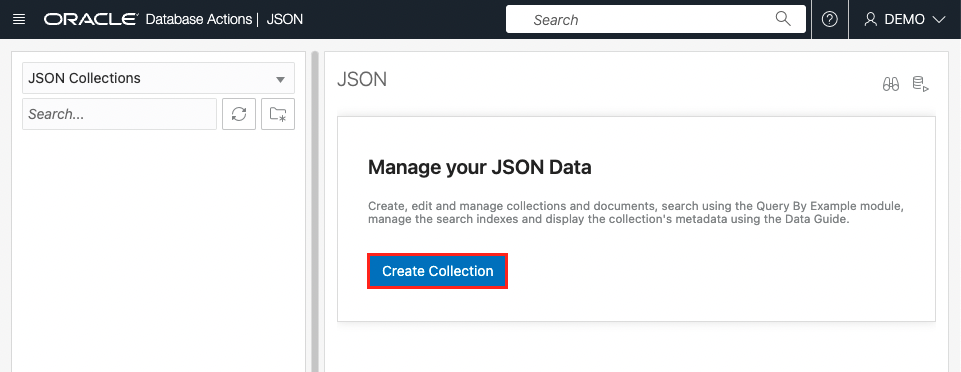 ORACLE Database Actions | JSON
Search
DEMO
JSON Collections
Search...
JSON
Manage your JSON Data
Create, edit and manage collections and documents, search using the Query By Example module,
manage the search indexes and display the collection's metadata using the Data Guide.
Create Collection